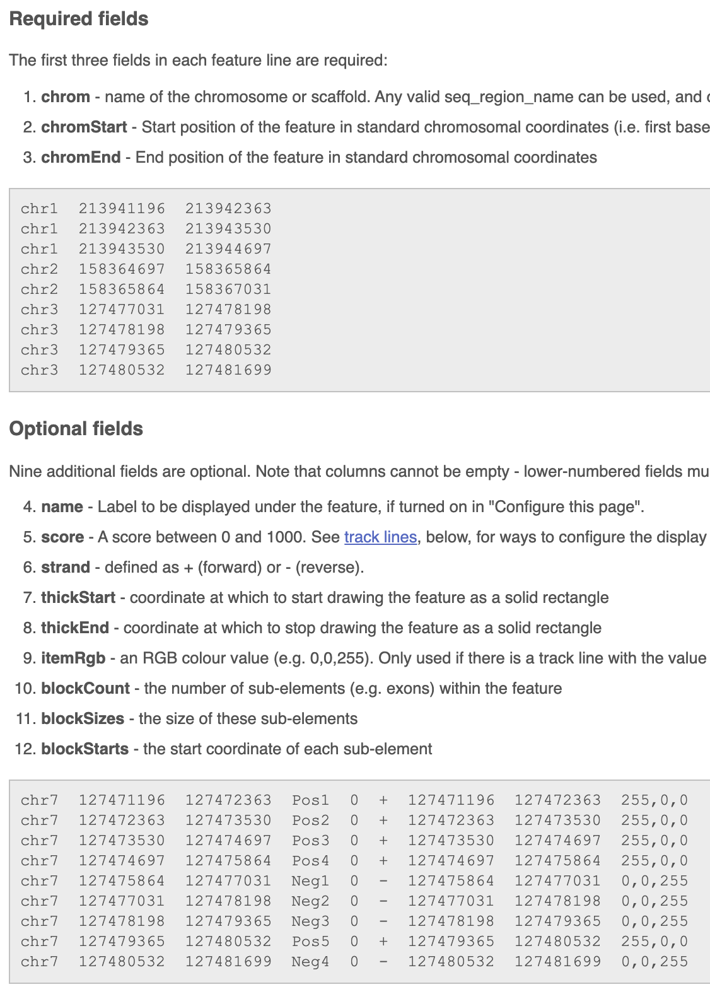 Required fields
The first three fields in each feature line are required:
1. chrom - name of the chromosome or scaffold. Any valid seq_region_name can be used, and
2. chromStart - Start position of the feature in standard chromosomal coordinates (i.e. first base
3. chromEnd - End position of the feature in standard chromosomal coordinates
chr1 213941196 213942363
chr1 213942363 213943530
chr1 213943530 213944697
chr2 158364697 158365864
chr2 158365864 158367031
chr3 127477031 127478198
chr3 127478198 127479365
chr3 127479365 127480532
chr3 127480532 127481699
Optional fields
Nine additional fields are optional. Note that columns cannot be empty - lower-numbered fields mu
4. name - Label to be displayed under the feature, if turned on in "Configure this page".
5. score - A score between 0 and 1000. See track lines, below, for ways to configure the display
6. strand - defined as + (forward) or - (reverse).
7. thickStart - coordinate at which to start drawing the feature as a solid rectangle
8. thickEnd - coordinate at which to stop drawing the feature as a solid rectangle
9. itemRgb - an RGB colour value (e.g. 0,0,255). Only used if there is a track line with the value
10. blockCount - the number of sub-elements (e.g. exons) within the feature
11. blockSizes - the size of these sub-elements
12. blockStarts - the start coordinate of each sub-element
chr7 127471196 127472363 Pos1 0 + 127471196 127472363 255,0,0
chr7 127472363 127473530 Pos2 0 + 127472363 127473530 255,0,0
chr7 127473530 127474697 Pos3 0 + 127473530 127474697 255,0,0
chr7 127474697 127475864 Pos4 0 + 127474697 127475864 255,0,0
chr7 127475864 127477031 Neg1 0 - 127475864 127477031 0,0,255
chr7 127477031 127478198 Neg2 0 - 127477031 127478198 0,0,255
chr7 127478198 127479365 Neg3 0 - 127478198 127479365 0,0,255
chr7 127479365 127480532 Pos5 0 + 127479365 127480532 255,0,0
chr7 127480532 127481699 Neg4 0 - 127480532 127481699 0,0,255